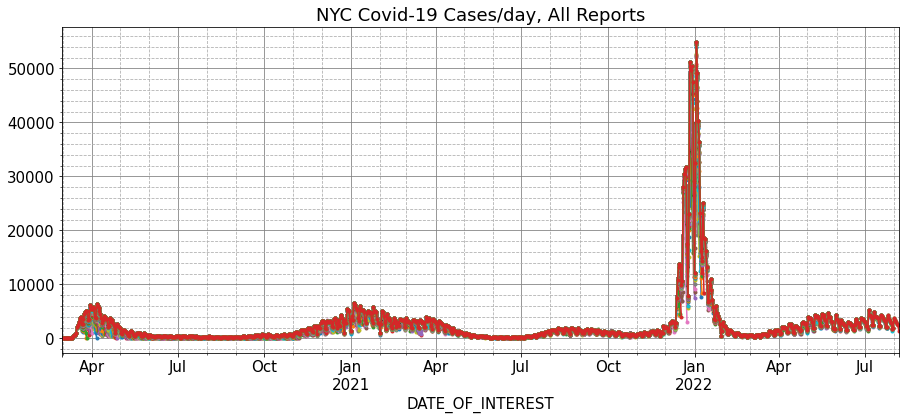 NYC Covid-19 Cases/day, All Reports
50000
40000
30000
20000
10000
0
Apr Jul Oct Jan Apr Jul Oct Jan Apr Jul
2021 2022
DATE_OF_INTEREST